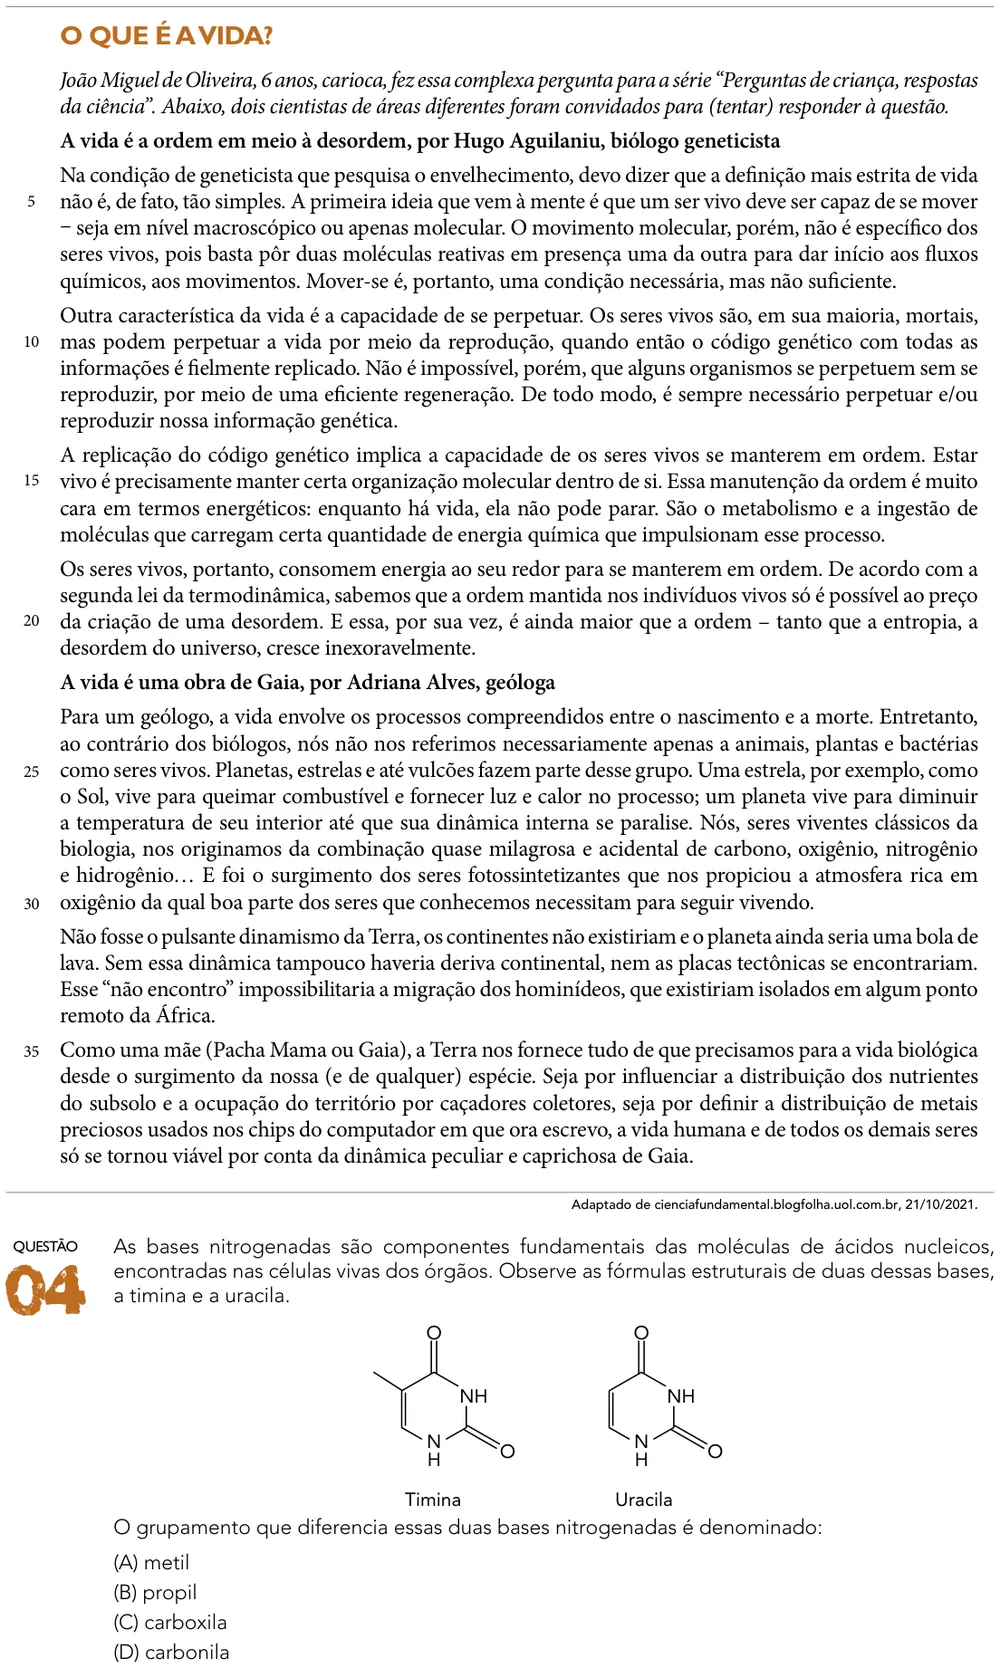 O QUE É A VIDA?
João Miguel de Oliveira, 6 anos, carioca, fez essa complexa pergunta para a série “Perguntas de criança, respostas
da ciência”. Abaixo, dois cientistas de áreas diferentes foram convidados para (tentar) responder à questão.
A vida é a ordem em meio à desordem, por Hugo Aguilaniu, biólogo geneticista
Na condição de geneticista que pesquisa o envelhecimento, devo dizer que a definição mais estrita de vida
5 não é, de fato, tão simples. A primeira ideia que vem à mente é que um ser vivo deve ser capaz de se mover
− seja em nível macroscópico ou apenas molecular. O movimento molecular, porém, não é específico dos
seres vivos, pois basta pôr duas moléculas reativas em presença uma da outra para dar início aos fluxos
químicos, aos movimentos. Mover-se é, portanto, uma condição necessária, mas não suficiente.
Outra característica da vida é a capacidade de se perpetuar. Os seres vivos são, em sua maioria, mortais,
10 mas podem perpetuar a vida por meio da reprodução, quando então o código genético com todas as
informações é fielmente replicado. Não é impossível, porém, que alguns organismos se perpetuem sem se
reproduzir, por meio de uma eficiente regeneração. De todo modo, é sempre necessário perpetuar e/ou
reproduzir nossa informação genética.
A replicação do código genético implica a capacidade de os seres vivos se manterem em ordem. Estar
15 vivo é precisamente manter certa organização molecular dentro de si. Essa manutenção da ordem é muito
cara em termos energéticos: enquanto há vida, ela não pode parar. São o metabolismo e a ingestão de
moléculas que carregam certa quantidade de energia química que impulsionam esse processo.
Os seres vivos, portanto, consomem energia ao seu redor para se manterem em ordem. De acordo com a
segunda lei da termodinâmica, sabemos que a ordem mantida nos indivíduos vivos só é possível ao preço
20 da criação de uma desordem. E essa, por sua vez, é ainda maior que a ordem – tanto que a entropia, a
desordem do universo, cresce inexoravelmente.
A vida é uma obra de Gaia, por Adriana Alves, geóloga
Para um geólogo, a vida envolve os processos compreendidos entre o nascimento e a morte. Entretanto,
ao contrário dos biólogos, nós não nos referimos necessariamente apenas a animais, plantas e bactérias
25 como seres vivos. Planetas, estrelas e até vulcões fazem parte desse grupo. Uma estrela, por exemplo, como
o Sol, vive para queimar combustível e fornecer luz e calor no processo; um planeta vive para diminuir
a temperatura de seu interior até que sua dinâmica interna se paralise. Nós, seres viventes clássicos da
biologia, nos originamos da combinação quase milagrosa e acidental de carbono, oxigênio, nitrogênio
e hidrogênio… E foi o surgimento dos seres fotossintetizantes que nos propiciou a atmosfera rica em
30 oxigênio da qual boa parte dos seres que conhecemos necessitam para seguir vivendo.
Não fosse o pulsante dinamismo da Terra, os continentes não existiriam e o planeta ainda seria uma bola de
lava. Sem essa dinâmica tampouco haveria deriva continental, nem as placas tectônicas se encontrariam.
Esse “não encontro” impossibilitaria a migração dos hominídeos, que existiriam isolados em algum ponto
remoto da África.
35 Como uma mãe (Pacha Mama ou Gaia), a Terra nos fornece tudo de que precisamos para a vida biológica
desde o surgimento da nossa (e de qualquer) espécie. Seja por influenciar a distribuição dos nutrientes
do subsolo e a ocupação do território por caçadores coletores, seja por definir a distribuição de metais
preciosos usados nos chips do computador em que ora escrevo, a vida humana e de todos os demais seres
só se tornou viável por conta da dinâmica peculiar e caprichosa de Gaia.
Adaptado de cienciafundamental.blogfolha.uol.com.br, 21/10/2021.
QUESTÃO
04
As bases nitrogenadas são componentes fundamentais das moléculas de ácidos nucleicos,
encontradas nas células vivas dos órgãos. Observe as fórmulas estruturais de duas dessas bases,
a timina e a uracila.
O O
NH NH
N N
H O H O
Timina Uracila
O grupamento que diferencia essas duas bases nitrogenadas é denominado:
(A) metil
(B) propil
(C) carboxila
(D) carbonila